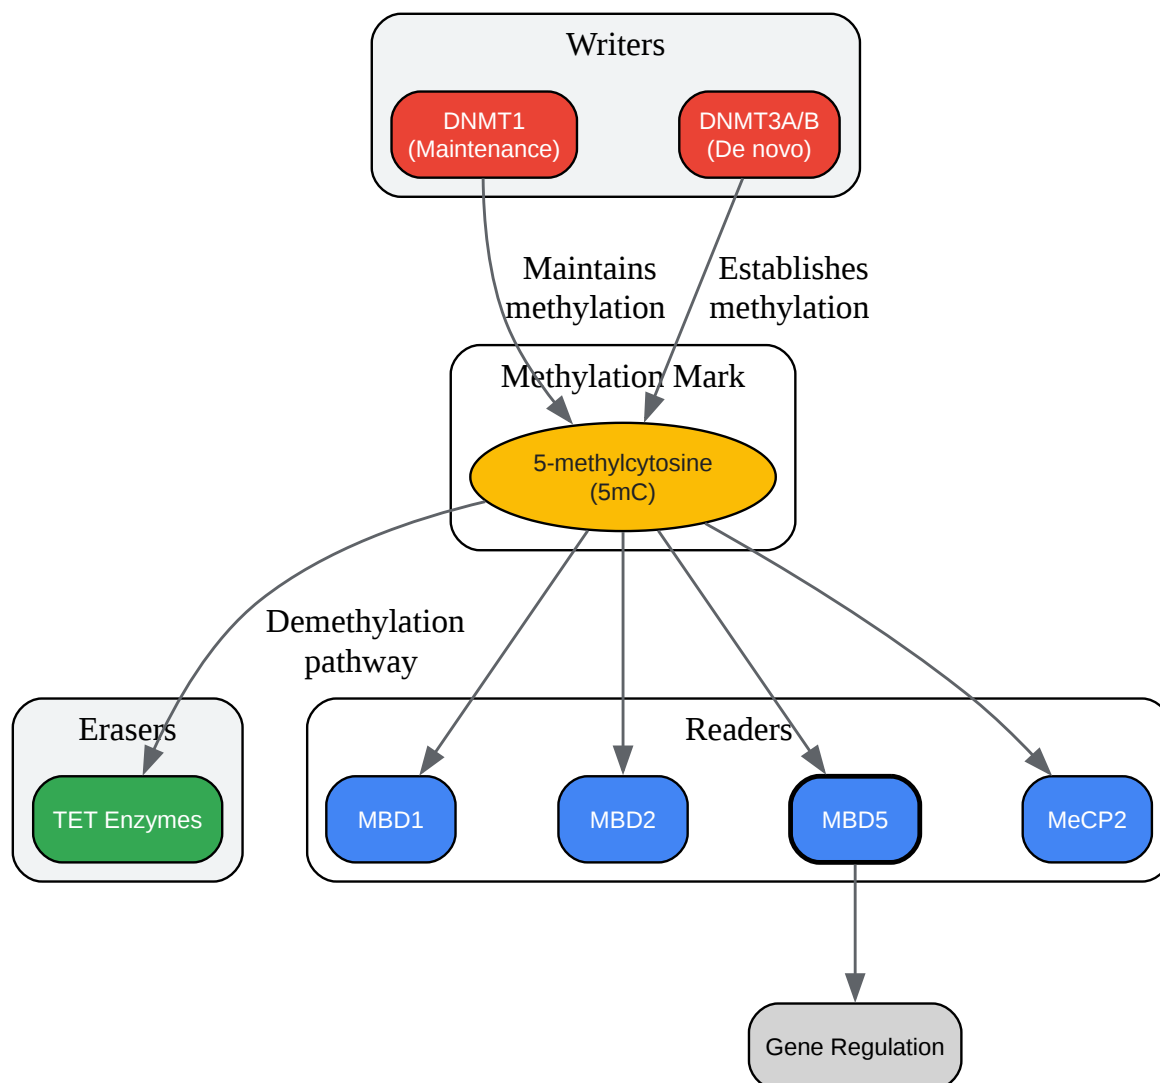 Writers
DNMT1
(Maintenance)
DNMT3A/B
(De novo)
Maintains
methylation
Establishes
methylation
Methylation Mark
5-methylcytosine
(5mC)
Demethylation
pathway
Erasers
TET Enzymes
Readers
MBD1
MBD2
MBD5
MeCP2
Gene Regulation